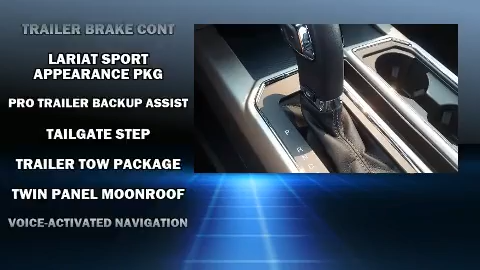 TRAILER BRAKE CONT
LARIAT SPORT
APPEARANCE PKG
PRO TRAILER BACKUP ASSIST
TAILGATE STEP
TRAILER TOW PACKAGE
TWIN PANEL MOONROOF
VOICE-ACTIVATED NAVIGATION
P
R
N